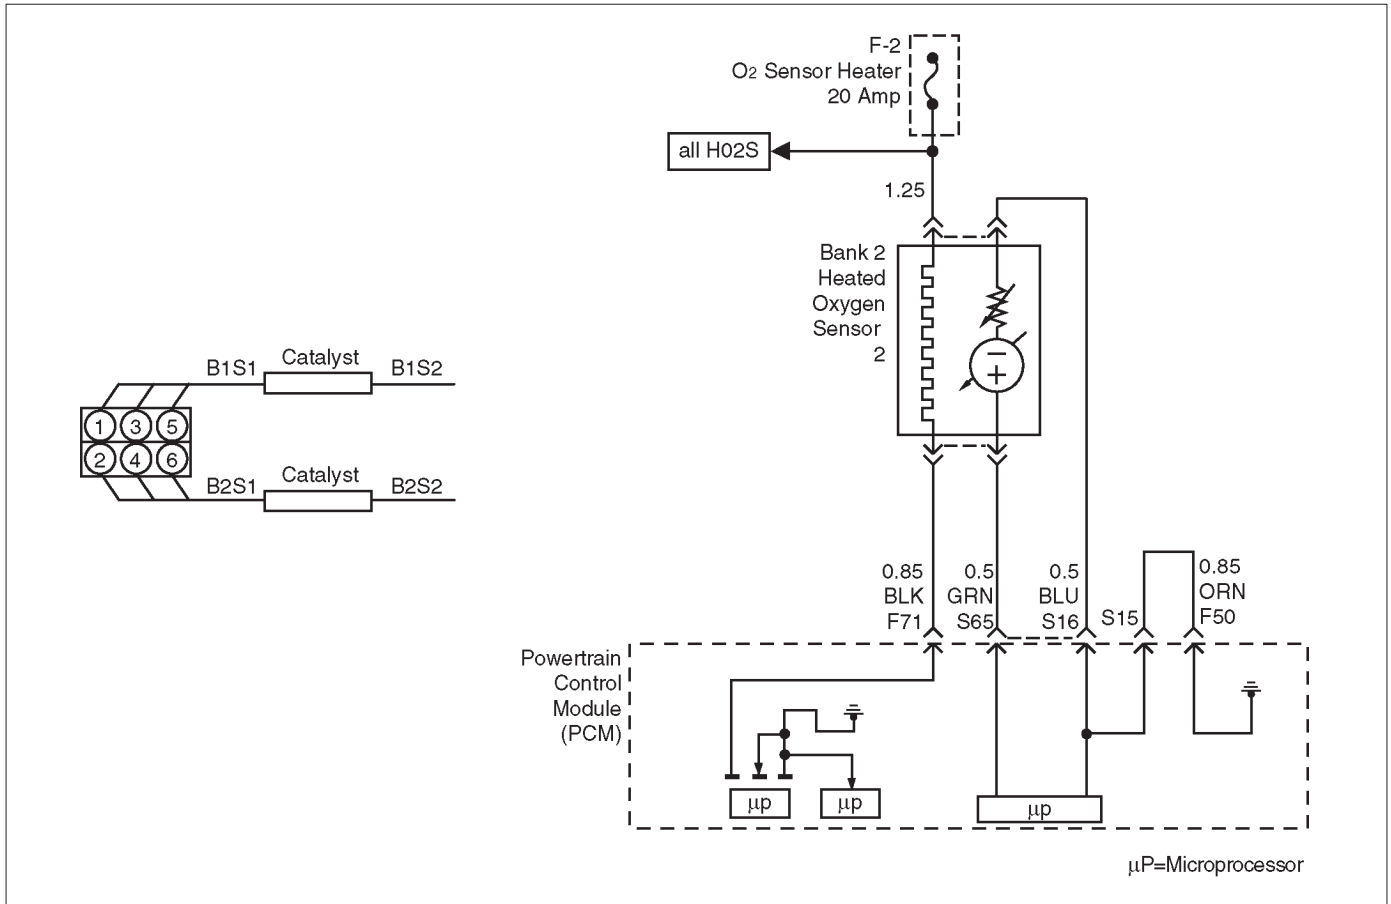 F-2
O2 Sensor Heater
20 Amp
all H02S
1.25
Bank 2
Heated
Oxygen
Sensor
2
B1S1 Catalyst B1S2
1 3 5
2 4 6
B2S1 Catalyst B2S2
0.85 0.5 0.5 0.85
BLK GRN BLU ORN
F71 S65 S16 S15 F50
Powertrain
Control
Module
(PCM)
μp μp μp
μP=Microprocessor